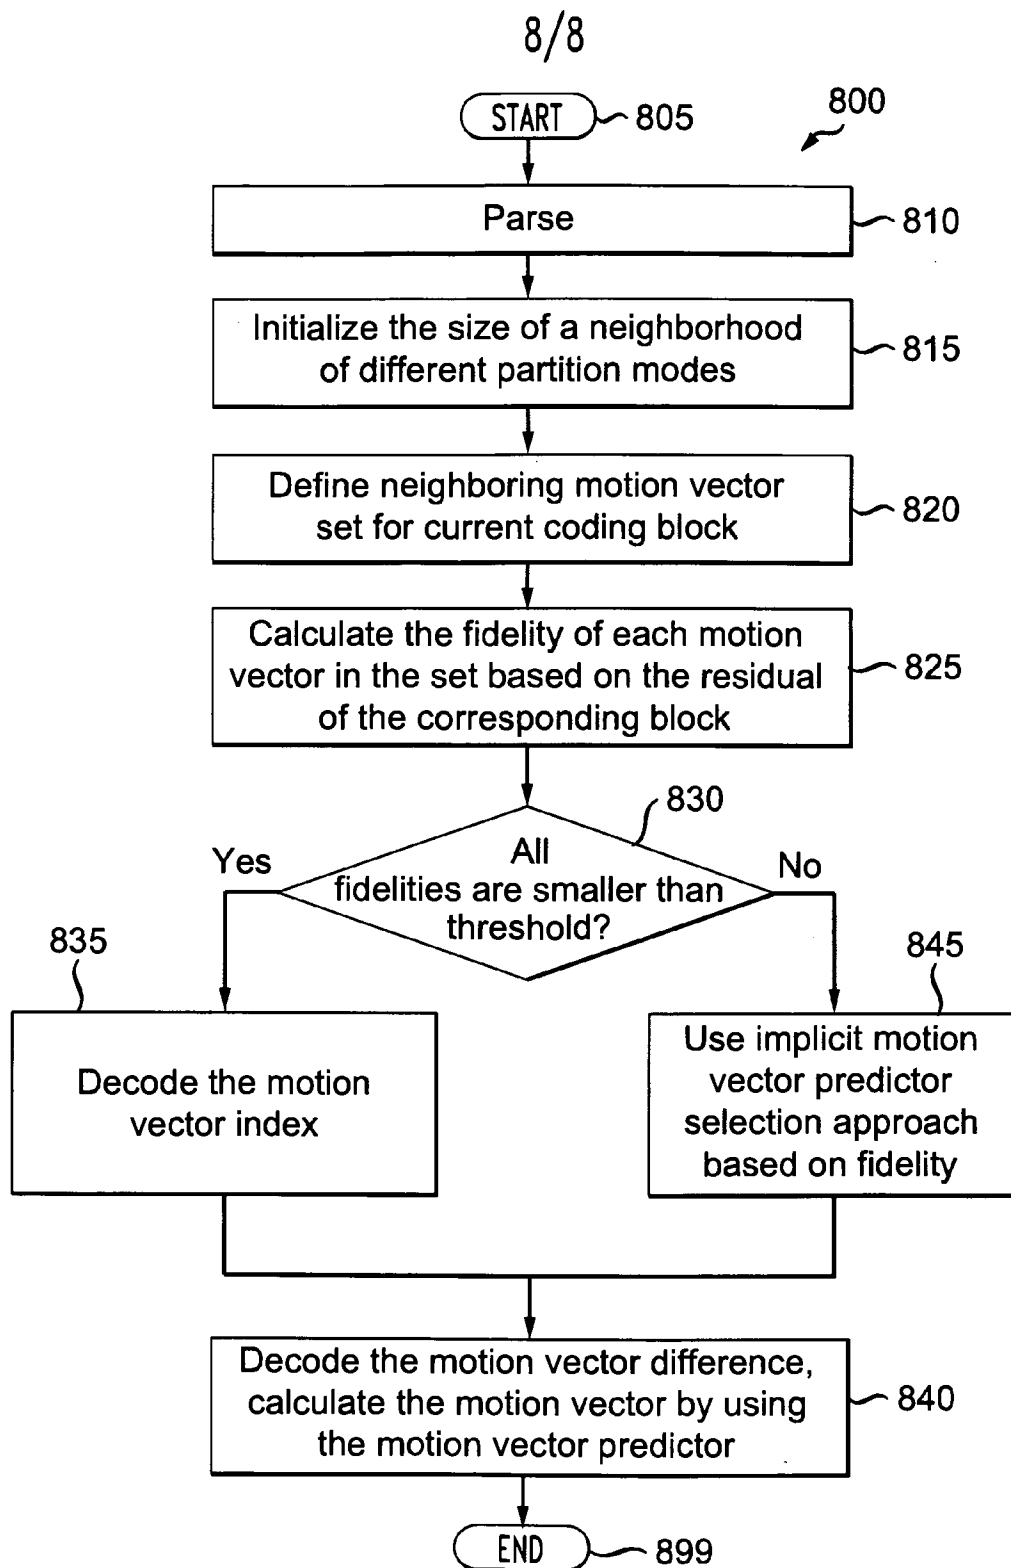 8/8
START
805
800
Parse
810
Initialize the size of a neighborhood
of different partition modes
815
Define neighboring motion vector
set for current coding block
820
Calculate the fidelity of each motion
vector in the set based on the residual
of the corresponding block
825
830
All
fidelities are smaller than
threshold?
Yes
No
835
845
Decode the motion
vector index
Use implicit motion
vector predictor
selection approach
based on fidelity
Decode the motion vector difference,
calculate the motion vector by using
the motion vector predictor
840
END
899